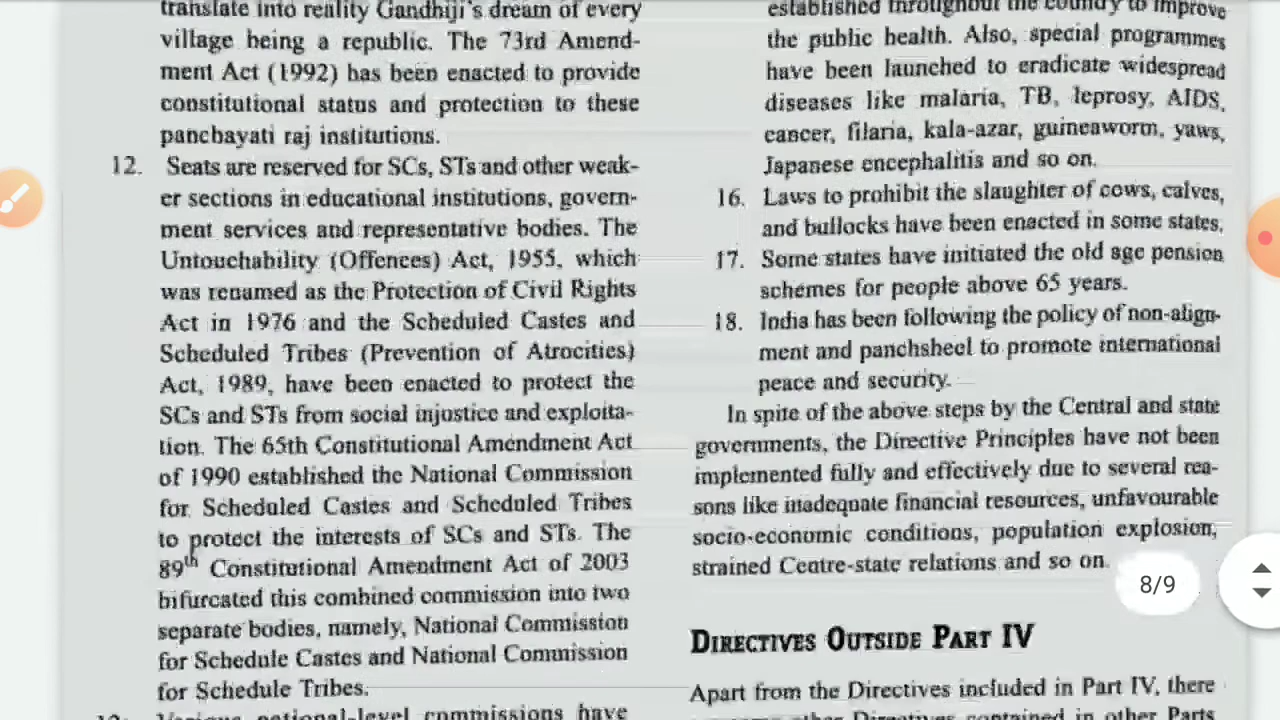 translate into reality Gandhiji's dream of every
village being a republic. The 73rd Amend-
ment Act (1992) has been enacted to provide
constitutional status and protection to these
panchayati raj institutions.
12. Seats are reserved for SCs, STs and other weak-
er sections in educational institutions, govern-
ment services and representative bodies. The
Untouchability (Offences) Act, 1955, which
was renamed as the Protection of Civil Rights
Act in 1976 and the Scheduled Castes and
Scheduled Tribes (Prevention of Atrocities)
Act, 1989, have been enacted to protect the
SCs and STs from social injustice and exploita-
tion. The 65th Constitutional Amendment Act
of 1990 established the National Commission
for Scheduled Castes and Scheduled Tribes
to protect the interests of SCs and STs. The
89th Constitutional Amendment Act of 2003
bifurcated this combined commission into two
separate bodies, namely, National Commission
for Schedule Castes and National Commission
for Schedule Tribes.
national-level commissions have
established throughout the country to improve
the public health. Also, special programmes
have been launched to eradicate widespread
diseases like malaria, TB, leprosy, AIDS,
cancer, filaria, kala-azar, guineaworm, yaws,
Japanese encephalitis and so on.
16. Laws to prohibit the slaughter of cows, calves,
and bullocks have been enacted in some states.
17. Some states have initiated the old age pension
schemes for people above 65 years.
18. India has been following the policy of non-align-
ment and panchsheel to promote international
peace and security.
In spite of the above steps by the Central and state
governments, the Directive Principles have not been
implemented fully and effectively due to several rea-
sons like inadequate financial resources, unfavourable
socio-economic conditions, population explosion,
strained Centre-state relations and so on.
8/9
DIRECTIVES OUTSIDE PART IV
Apart from the Directives included in Part IV, there
other Directives contained in other Parts